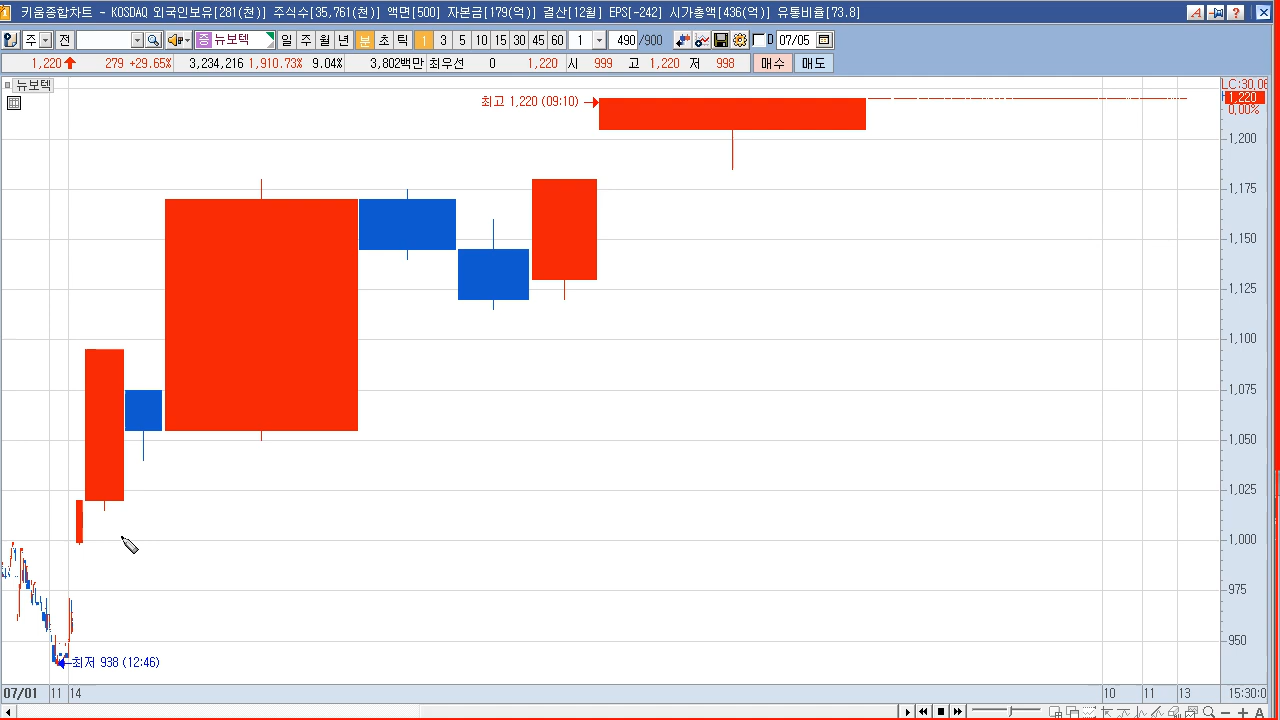 키움종합차트 - KOSDAQ 외국인보유[281(천)] 주식수[35,761(천)] 액면[500] 자본금[179(억)] 결산[12월] EPS[-242] 시가총액[436(억)] 유통비율[73.8]
주 전 증 뉴보텍 일 주 월 년 분 초 틱 1 3 5 10 15 30 45 60 1 490 /900 D 07/05
1,220 279 +29.65% 3,234,216 1,910.73% 9.04% 3,802백만 최우선 0 1,220 시 999 고 1,220 저 998 매수 매도
뉴보텍
LC:30,06
최고 1,220 (09:10)
1,220
0,00%
1,200
1,175
1,150
1,125
1,100
1,075
1,050
1,025
1,000
975
950
최저 938 (12:46)
07/01 11 14 10 11 13 15:30:0
A